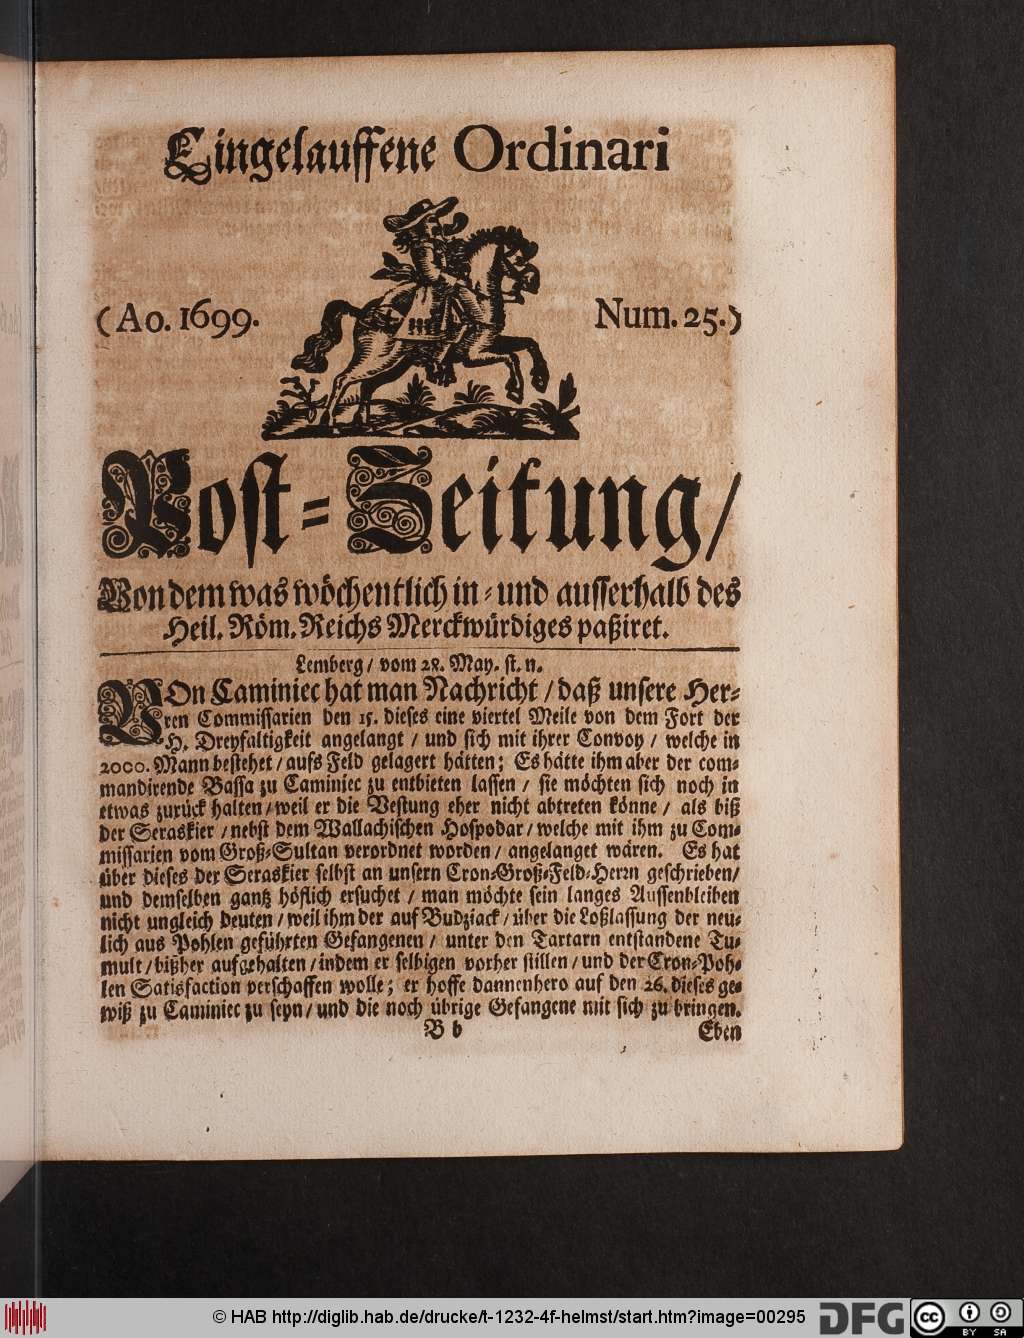 Eingelauffene Ordinari
(Ao. 1699.
Num. 25.)
Post-Zeitung/
Von dem was wöchentlich in- und ausserhalb des
Heil. Röm. Reichs Merckwürdiges paßiret.
Lemberg/ vom 28. May. st. n.
VOn Caminiec hat man Nachricht / daß unsere Her-
ren Commissarien den 15. dieses eine viertel Meile von dem Fort der
H. Dreyfaltigkeit angelangt / und sich mit ihrer Convoy / welche in
2000. Mann bestehet / aufs Feld gelagert hätten; Es hätte ihm aber der com-
mandirende Bassa zu Caminiec zu entbieten lassen / sie möchten sich noch in
etwas zurück halten / weil er die Vestung eher nicht abtreten könne / als biß
der Seraskier / nebst dem Wallachischen Hospodar / welche mit ihm zu Com-
missarien vom Groß-Sultan verordnet worden / angelanget wären. Es hat
über dieses der Seraskier selbst an unsern Cron-Groß-Feld-Herrn geschrieben/
und demselben gantz höflich ersuchet / man möchte sein langes Aussenbleiben
nicht ungleich deuten / weil ihm der auf Budziack / über die Loßlassung der neu-
lich aus Pohlen geführten Gefangenen / unter den Tartarn entstandene Tu-
mult / bißher aufgehalten / indem er selbigen vorher stillen / und der Cron-Poh-
len Satisfaction verschaffen wolle; er hoffe dannenhero auf den 26. dieses ge-
wiß zu Caminiec zu seyn / und die noch übrige Gefangene mit sich zu bringen.
B b
Eben
© HAB http://diglib.hab.de/drucke/t-1232-4f-helmst/start.htm?image=00295
DFG
cc
BY SA